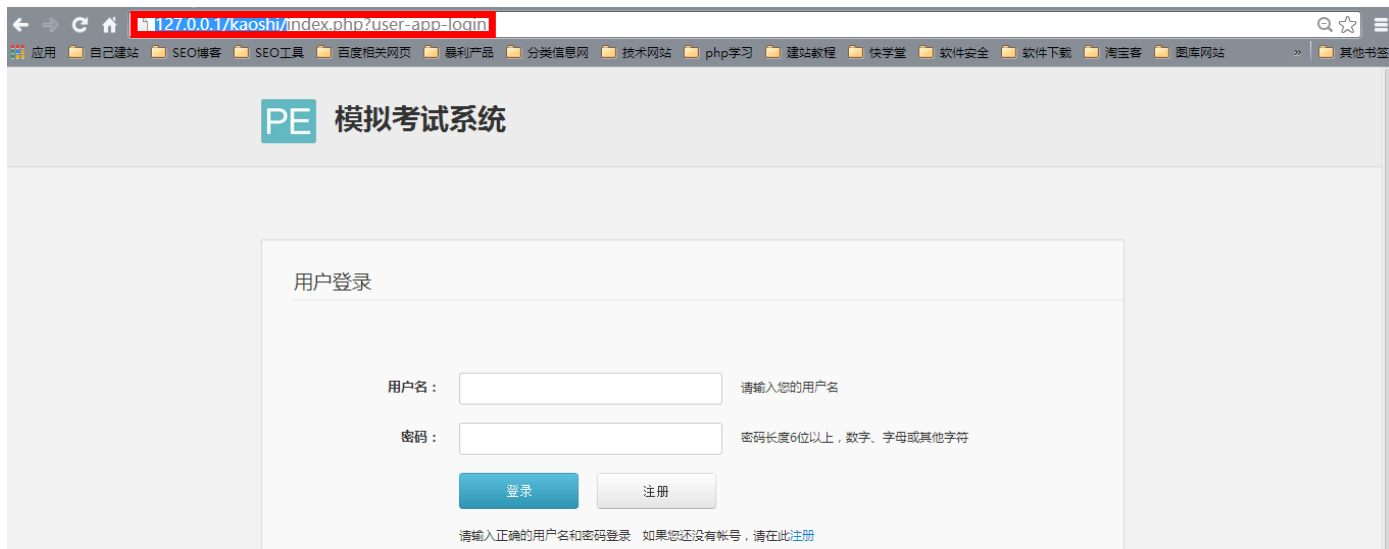 127.0.0.1/kaoshi/index.php?user-app-login
应用 自己建站 SEO博客 SEO工具 百度相关网页 暴利产品 分类信息网 技术网站 php学习 建站教程 快学堂 软件安全 软件下载 淘宝客 图库网站 » 其他书签
PE 模拟考试系统
用户登录
用户名： 请输入您的用户名
密码： 密码长度6位以上，数字、字母或其他字符
登录 注册
请输入正确的用户名和密码登录 如果您还没有帐号，请在此注册